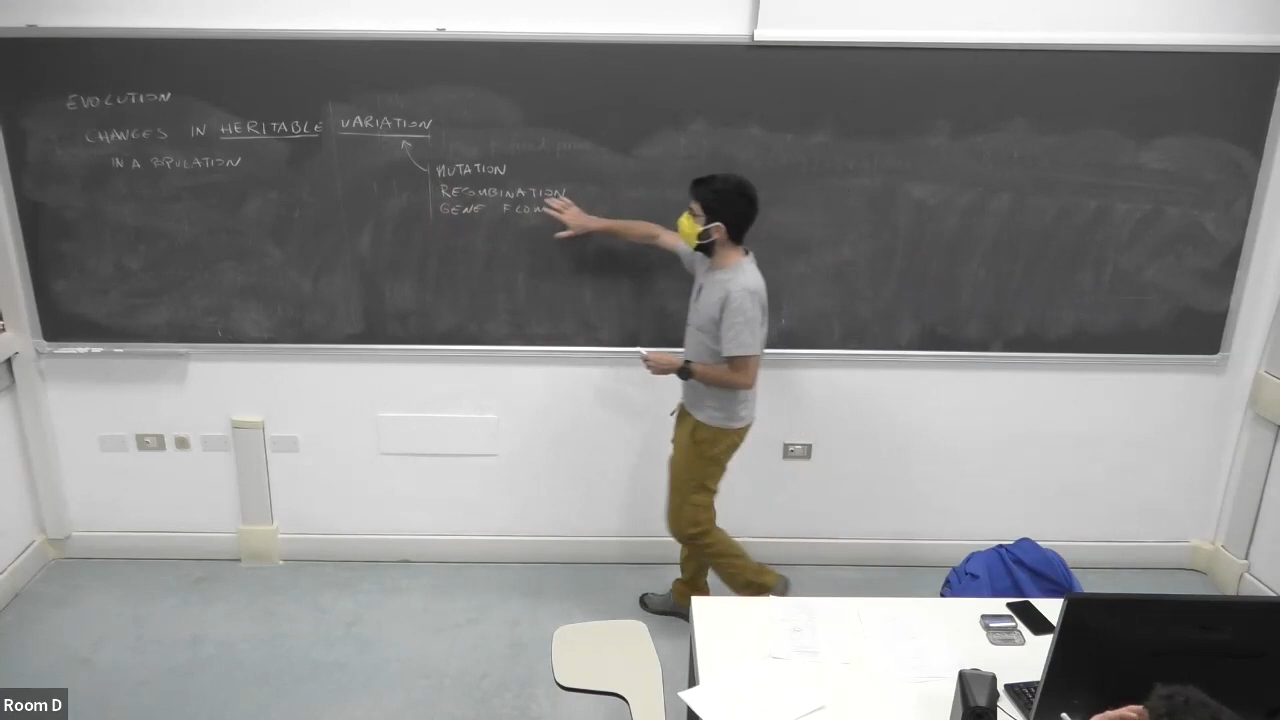 EVOLUTION
CHANGES IN HERITABLE VARIATION
IN A POPULATION
MUTATION
RECOMBINATION
GENE FLOW
Room D